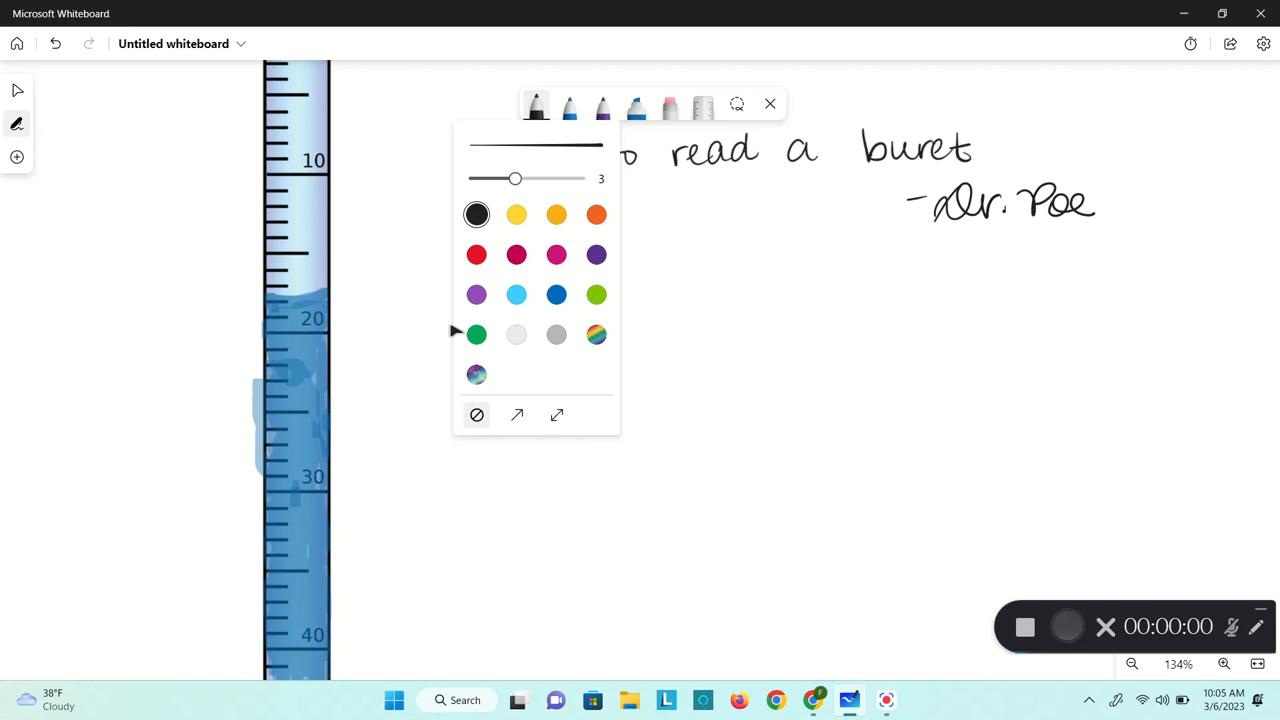 Microsoft Whiteboard
Untitled whiteboard
10
20
30
40
3
read a buret
-Dr. Poe
00:00:00
134%
38°F
Cloudy
Search
10:05 AM
3/6/2023